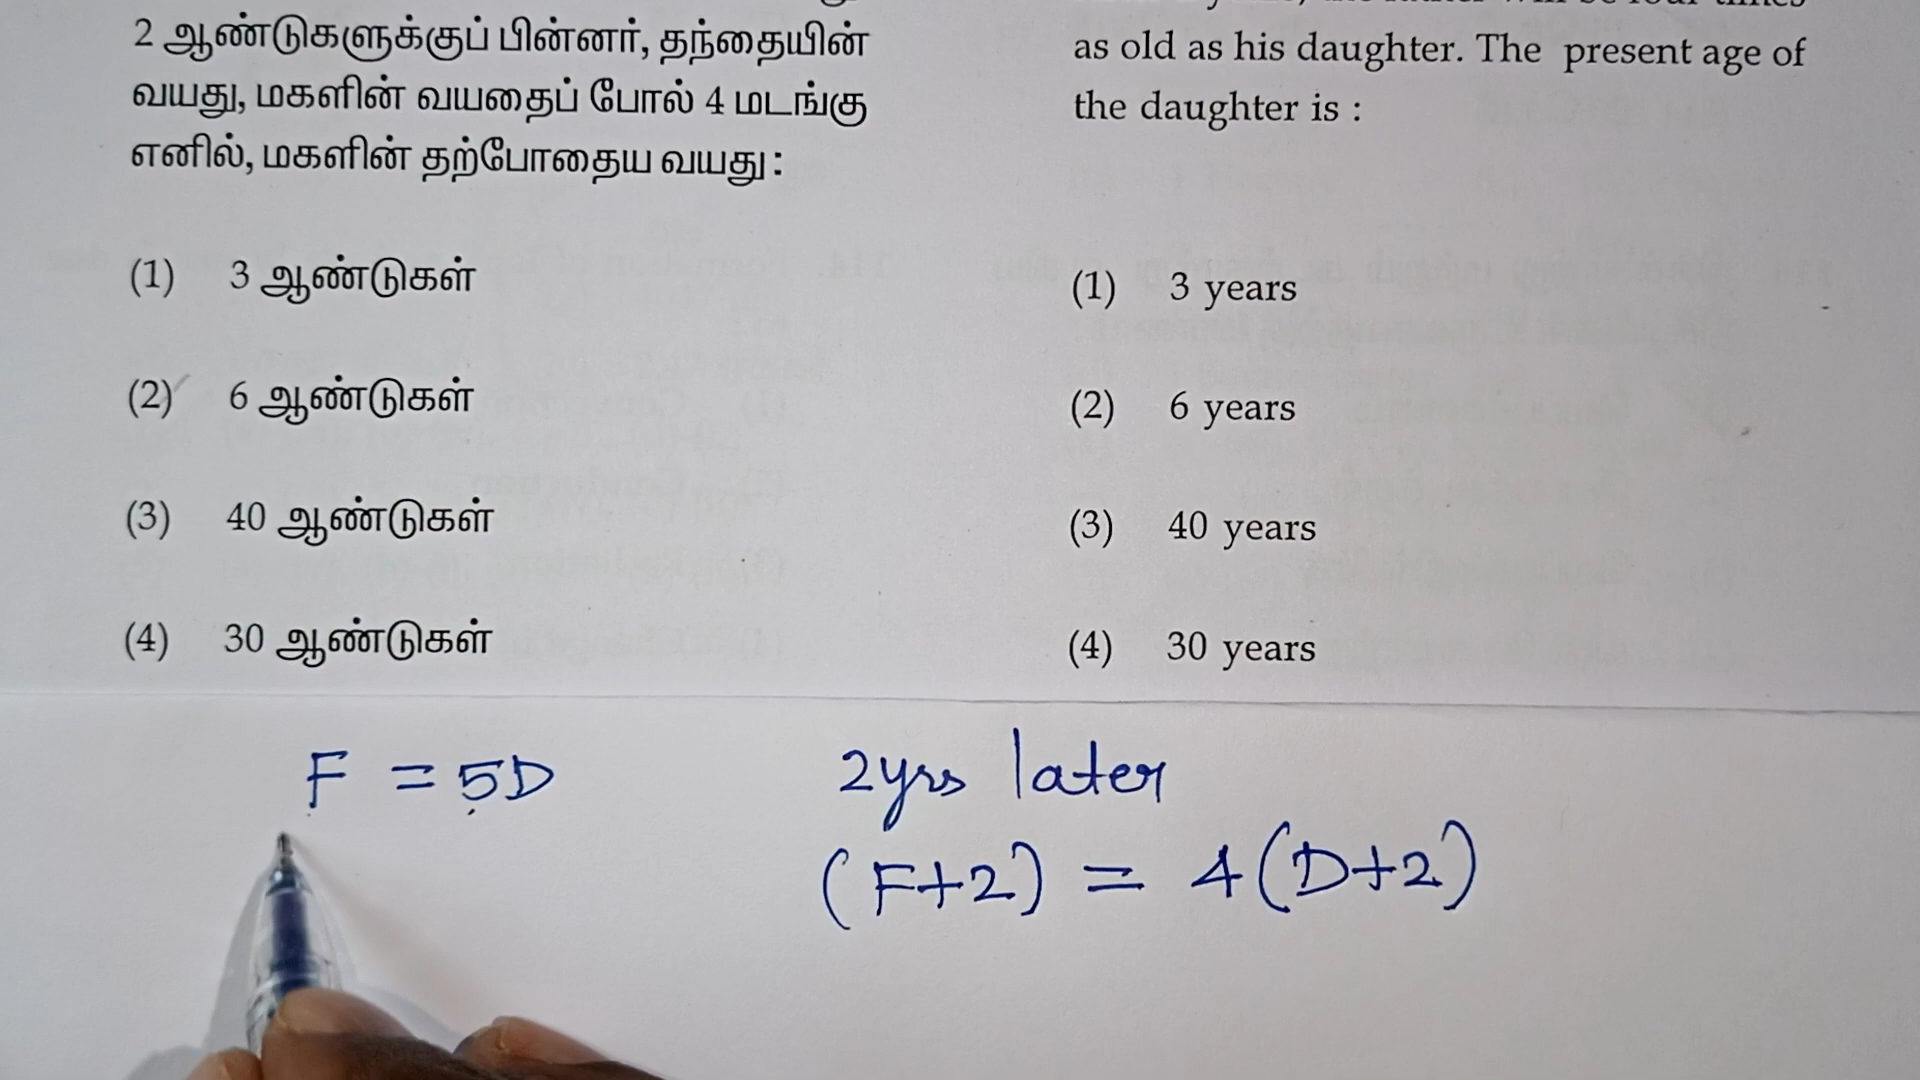 2 ஆண்டுகளுக்குப் பின்னர், தந்தையின்
வயது, மகளின் வயதைப் போல் 4 மடங்கு
எனில், மகளின் தற்போதைய வயது :
(1) 3 ஆண்டுகள்
(2) 6 ஆண்டுகள்
(3) 40 ஆண்டுகள்
(4) 30 ஆண்டுகள்
as old as his daughter. The present age of
the daughter is :
(1) 3 years
(2) 6 years
(3) 40 years
(4) 30 years
F = 5D
2yrs later
(F+2) = 4(D+2)